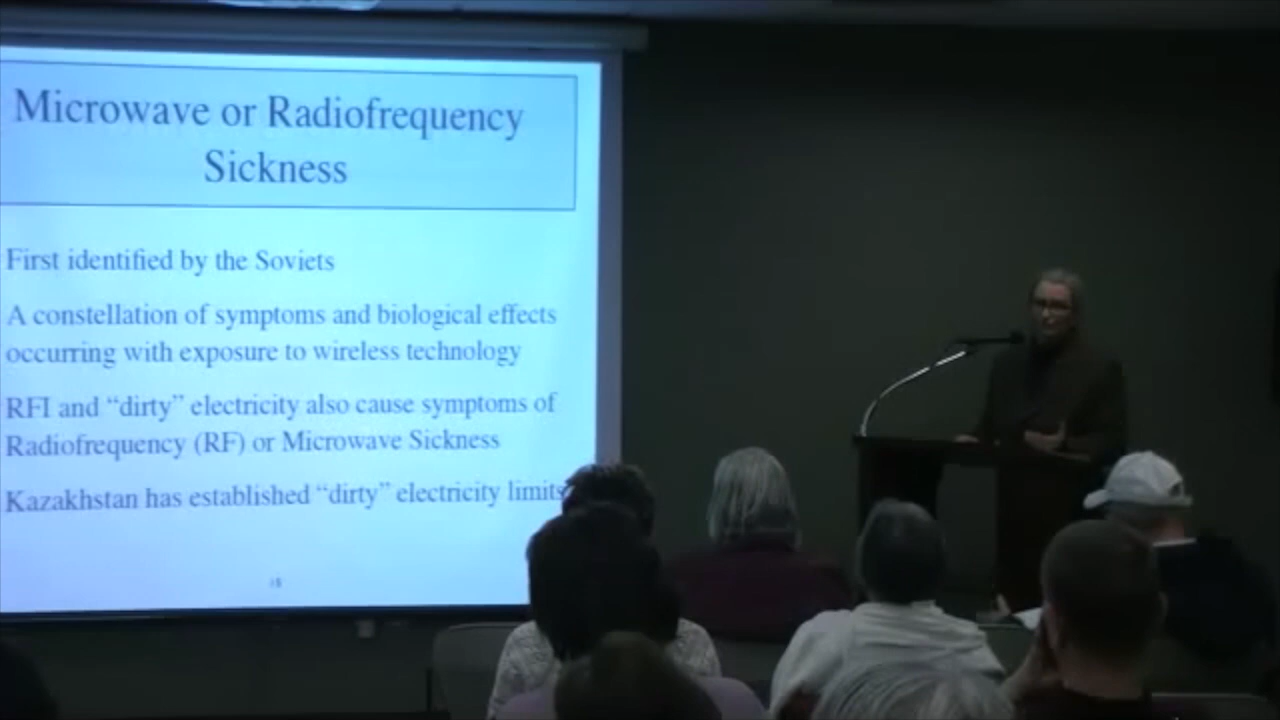 Microwave or Radiofrequency
Sickness
First identified by the Soviets
A constellation of symptoms and biological effects
occurring with exposure to wireless technology
RFI and “dirty” electricity also cause symptoms of
Radiofrequency (RF) or Microwave Sickness
Kazakhstan has established “dirty” electricity limits